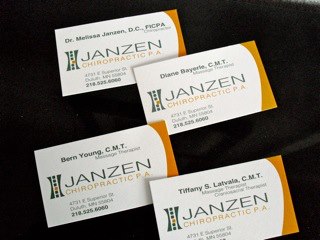 Dr. Melissa Janzen, D.C., FICPA
Chiropractor
JANZEN
CHIROPRACTIC P.A.
4731 E Superior St.
Duluth, MN 55804
218.525.6060
Diane Bayerle, C.M.T.
Massage Therapist
JANZEN
CHIROPRACTIC P.A.
4731 E Superior St.
Duluth, MN 55804
218.525.6060
Bern Young, C.M.T.
Massage Therapist
JANZEN
CHIROPRACTIC P.A.
4731 E Superior St.
Duluth, MN 55804
218.525.6060
Tiffany S. Latvala, C.M.T.
Massage Therapist
Craniosacral Therapist
JANZEN
CHIROPRACTIC P.A.
4731 E Superior St.
Duluth, MN 55804
218.525.6060